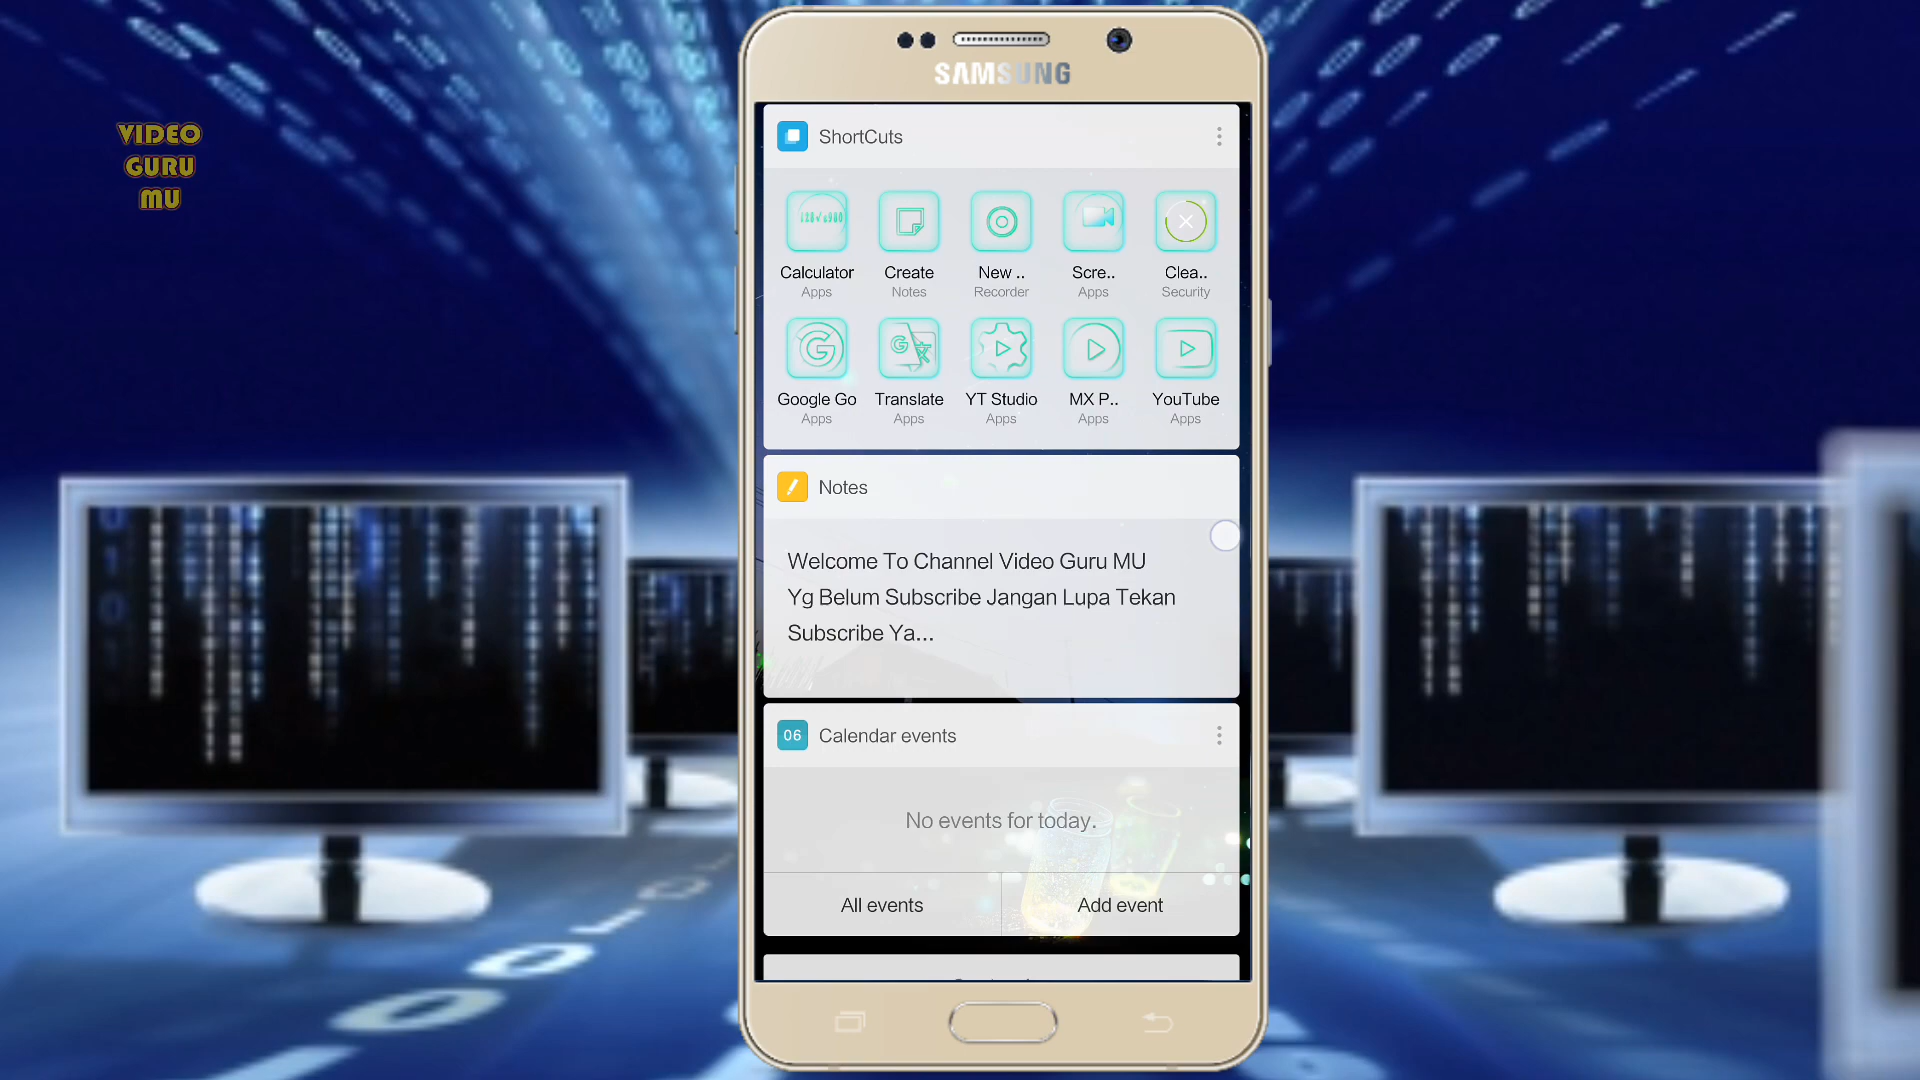 VIDEO
GURU
MU
SAMSUNG
ShortCuts
Calculator
Apps
Create
Notes
New ..
Recorder
Scre..
Apps
Clea..
Security
Google Go
Apps
Translate
Apps
YT Studio
Apps
MX P..
Apps
YouTube
Apps
Notes
Welcome To Channel Video Guru MU
Yg Belum Subscribe Jangan Lupa Tekan
Subscribe Ya...
06 Calendar events
No events for today.
All events
Add event